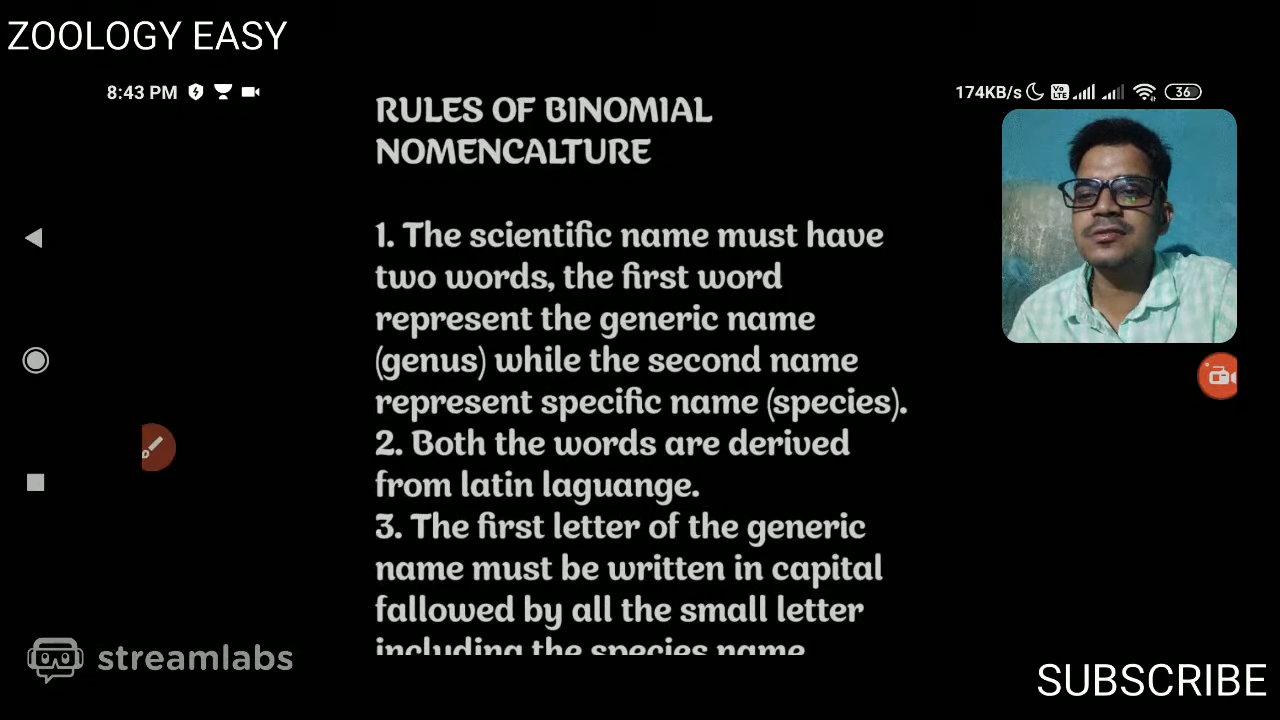 ZOOLOGY EASY
8:43 PM
174KB/s Vo LTE 36
RULES OF BINOMIAL
NOMENCALTURE
1. The scientific name must have
two words, the first word
represent the generic name
(genus) while the second name
represent specific name (species).
2. Both the words are derived
from latin laguange.
3. The first letter of the generic
name must be written in capital
fallowed by all the small letter
including the species name
streamlabs
SUBSCRIBE